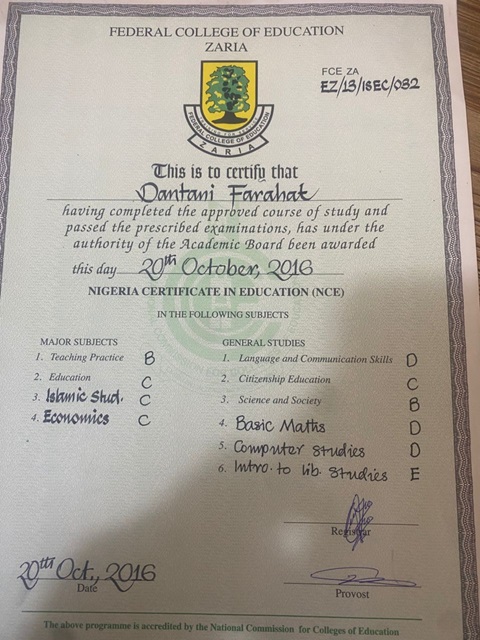 FEDERAL COLLEGE OF EDUCATION
ZARIA
FCE ZA
EZ/13/ISEC/032
FEDERAL COLLEGE OF EDUCATION
ZARIA
This is to certify that
Dantani Farahat
having completed the approved course of study and
passed the prescribed examinations, has under the
authority of the Academic Board been awarded
this day 20th October, 2016
NIGERIA CERTIFICATE IN EDUCATION (NCE)
IN THE FOLLOWING SUBJECTS
MAJOR SUBJECTS
1. Teaching Practice B
2. Education C
3. Islamic Stud. C
4. Economics C
GENERAL STUDIES
1. Language and Communication Skills D
2. Citizenship Education C
3. Science and Society B
4. Basic Maths D
5. Computer studies D
6. Intro. to lib. studies E
Registrar
20th Oct., 2016
Date
Provost
The above programme is accredited by the National Commission for Colleges of Education